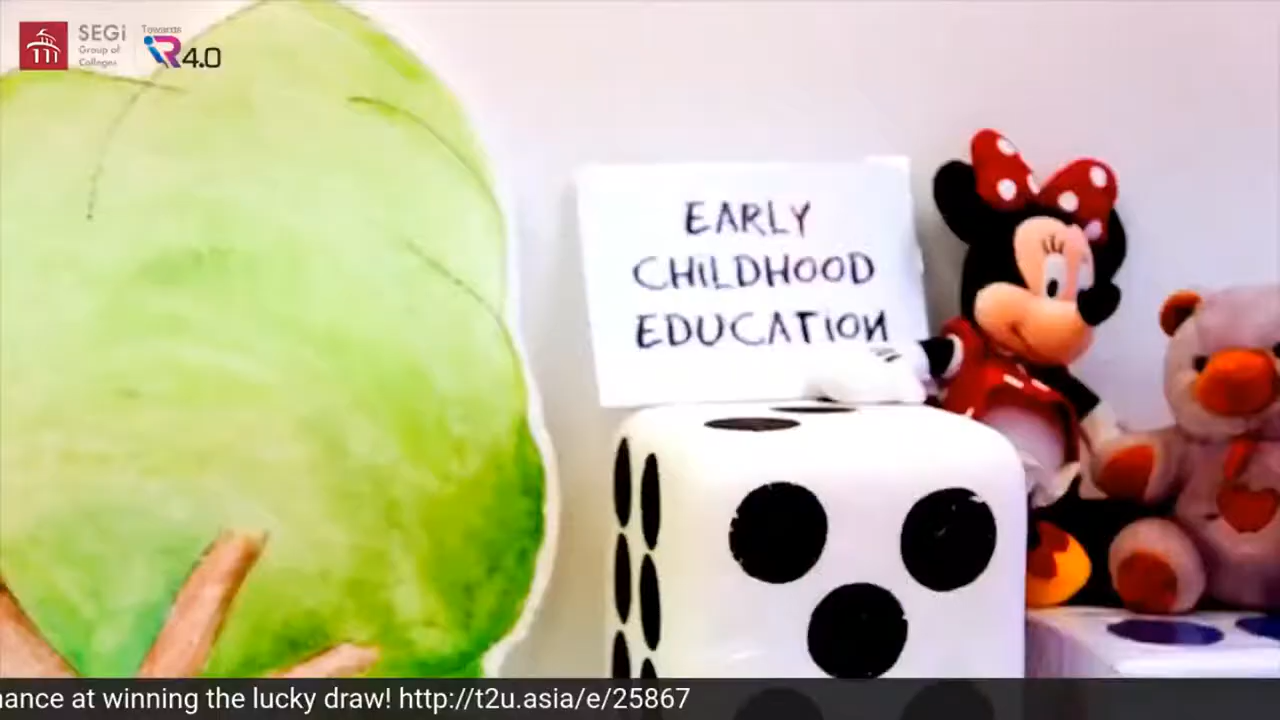 SEGi
Group of
Colleges
Towards
iR4.0
EARLY
CHiLDHOOD
EDUCATiON
hance at winning the lucky draw! http://t2u.asia/e/25867